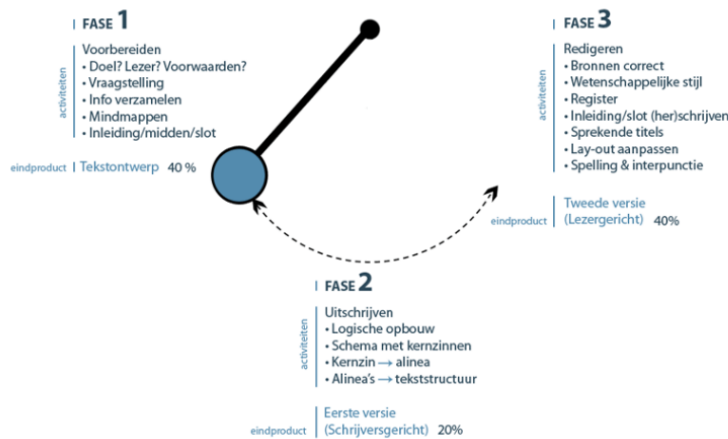 FASE 1
activiteiten
Voorbereiden
• Doel? Lezer? Voorwaarden?
• Vraagstelling
• Info verzamelen
• Mindmappen
• Inleiding/midden/slot
eindproduct
Tekstontwerp 40 %
FASE 2
activiteiten
Uitschrijven
• Logische opbouw
• Schema met kernzinnen
• Kernzin → alinea
• Alinea's → tekststructuur
eindproduct
Eerste versie
(Schrijversgericht) 20%
FASE 3
activiteiten
Redigeren
• Bronnen correct
• Wetenschappelijke stijl
• Register
• Inleiding/slot (her)schrijven
• Sprekende titels
• Lay-out aanpassen
• Spelling & interpunctie
eindproduct
Tweede versie
(Lezergericht) 40%